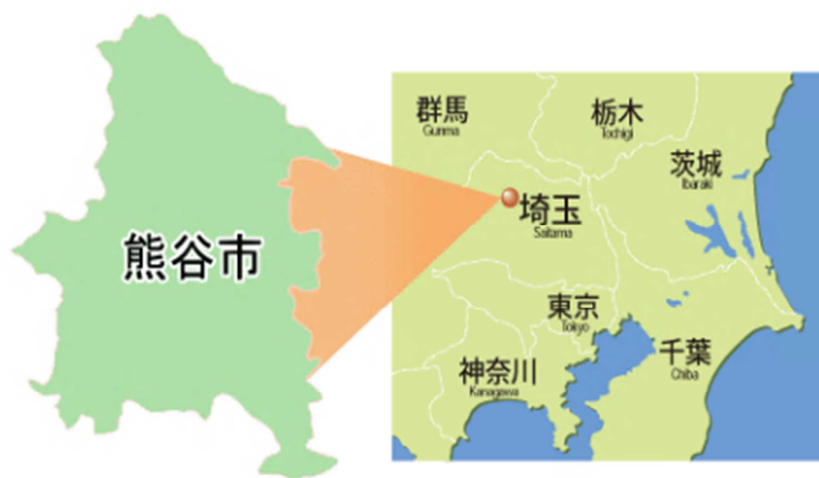 熊谷市
群馬
Gunma
栃木
Tochigi
茨城
Ibaraki
埼玉
Saitama
東京
Tokyo
千葉
Chiba
神奈川
Kanagawa